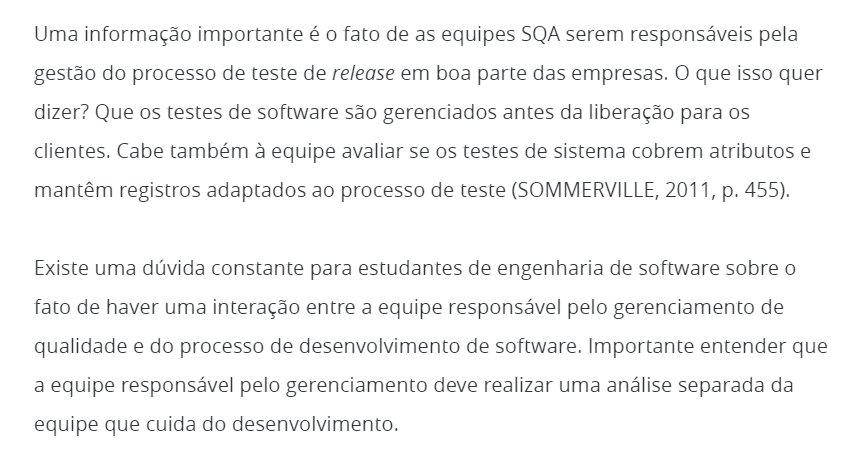 Uma informação importante é o fato de as equipes SQA serem responsáveis pela
gestão do processo de teste de release em boa parte das empresas. O que isso quer
dizer? Que os testes de software são gerenciados antes da liberação para os
clientes. Cabe também à equipe avaliar se os testes de sistema cobrem atributos e
mantêm registros adaptados ao processo de teste (SOMMERVILLE, 2011, p. 455).
Existe uma dúvida constante para estudantes de engenharia de software sobre o
fato de haver uma interação entre a equipe responsável pelo gerenciamento de
qualidade e do processo de desenvolvimento de software. Importante entender que
a equipe responsável pelo gerenciamento deve realizar uma análise separada da
equipe que cuida do desenvolvimento.